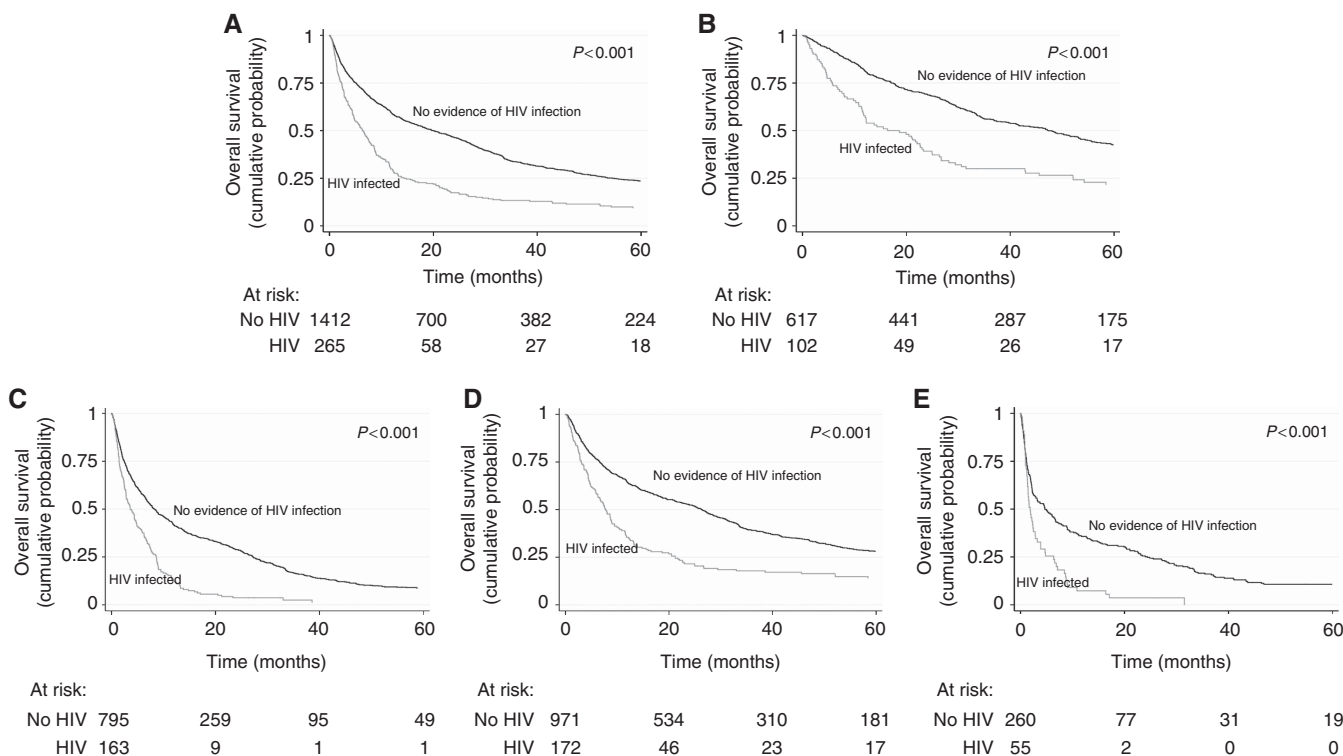 A
Overall survival
(cumulative probability)
1
0.75
0.5
0.25
0
P<0.001
No evidence of HIV infection
HIV infected
0 20 40 60
Time (months)
At risk:
No HIV 1412 700 382 224
HIV 265 58 27 18
B
Overall survival
(cumulative probability)
1
0.75
0.5
0.25
0
P<0.001
No evidence of HIV infection
HIV infected
0 20 40 60
Time (months)
At risk:
No HIV 617 441 287 175
HIV 102 49 26 17
C
Overall survival
(cumulative probability)
1
0.75
0.5
0.25
0
P<0.001
No evidence of HIV infection
HIV infected
0 20 40 60
Time (months)
At risk:
No HIV 795 259 95 49
HIV 163 9 1 1
D
Overall survival
(cumulative probability)
1
0.75
0.5
0.25
0
P<0.001
No evidence of HIV infection
HIV infected
0 20 40 60
Time (months)
At risk:
No HIV 971 534 310 181
HIV 172 46 23 17
E
Overall survival
(cumulative probability)
1
0.75
0.5
0.25
0
P<0.001
No evidence of HIV infection
HIV infected
0 20 40 60
Time (months)
At risk:
No HIV 260 77 31 19
HIV 55 2 0 0